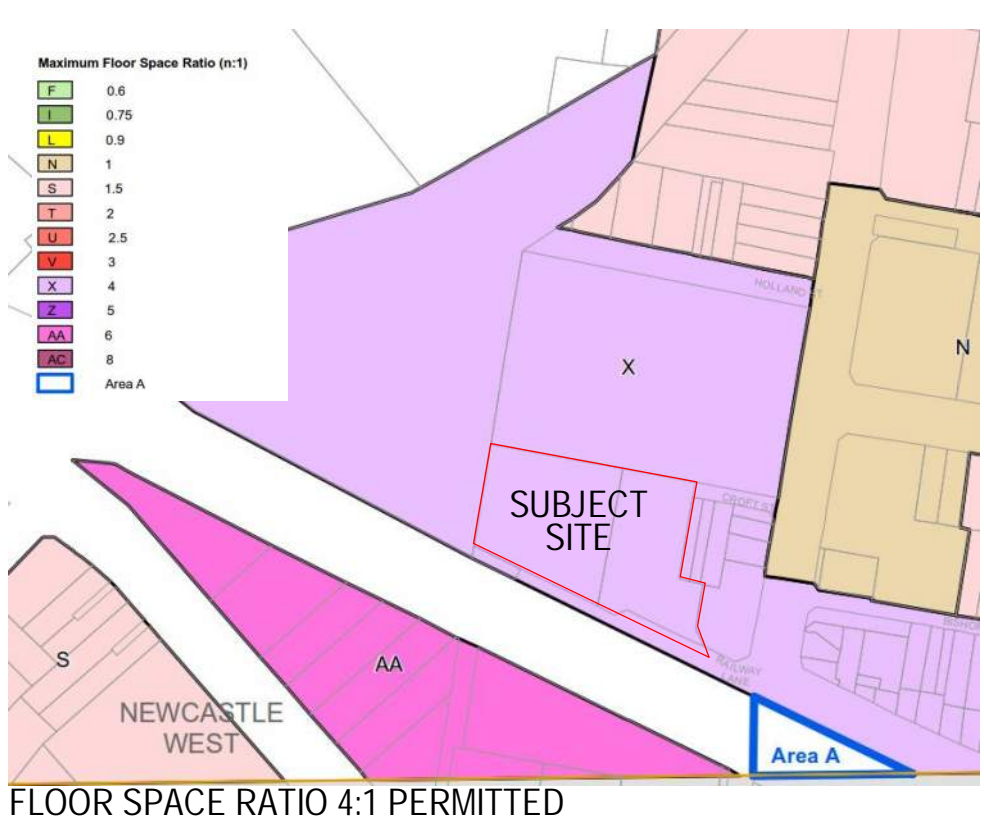 Maximum Floor Space Ratio (n:1)
F 0.6
I 0.75
L 0.9
N 1
S 1.5
T 2
U 2.5
V 3
X 4
Z 5
AA 6
AC 8
Area A
HOLLAND ST
X
N
SUBJECT
SITE
CROFT ST
BISHOP
S
AA
RAILWAY
LANE
NEWCASTLE
WEST
Area A
FLOOR SPACE RATIO 4:1 PERMITTED